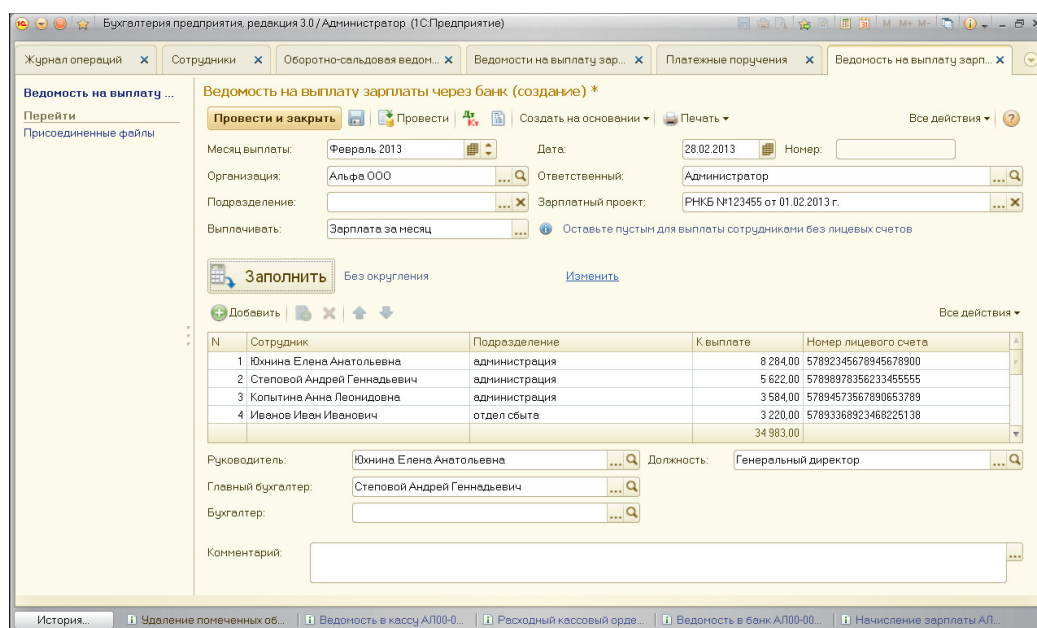 Бухгалтерия предприятия, редакция 3.0 / Администратор (1С:Предприятие) M M+ M-
Журнал операций Сотрудники Оборотно-сальдовая ведом... Ведомости на выплату зар... Платежные поручения Ведомость на выплату зарп...
Ведомость на выплату ...
Перейти
Присоединенные файлы
Ведомость на выплату зарплаты через банк (создание) *
Провести и закрыть Провести Дт Кт Создать на основании Печать Все действия ?
Месяц выплаты: Февраль 2013 Дата: 28.02.2013 Номер:
Организация: Альфа ООО ... Ответственный: Администратор ...
Подразделение: ... Зарплатный проект: РНКБ №123455 от 01.02.2013 г. ...
Выплачивать: Зарплата за месяц ... Оставьте пустым для выплаты сотрудниками без лицевых счетов
Заполнить Без округления Изменить
Добавить Все действия
N Сотрудник Подразделение К выплате Номер лицевого счета
1 Юхнина Елена Анатольевна администрация 8 284,00 57892345678945678900
2 Степовой Андрей Геннадьевич администрация 5 622,00 57898978356233455555
3 Копытина Анна Леонидовна администрация 3 584,00 57894573567890653789
4 Иванов Иван Иванович отдел сбыта 3 220,00 57893368923468225138
34 983,00
Руководитель: Юхнина Елена Анатольевна ... Должность: Генеральный директор ...
Главный бухгалтер: Степовой Андрей Геннадьевич ...
Бухгалтер: ...
Комментарий: ...
История... Удаление помеченных об... Ведомость в кассу АЛ00-0... Расходный кассовый орде... Ведомость в банк АЛ00-00... Начисление зарплаты АЛ...